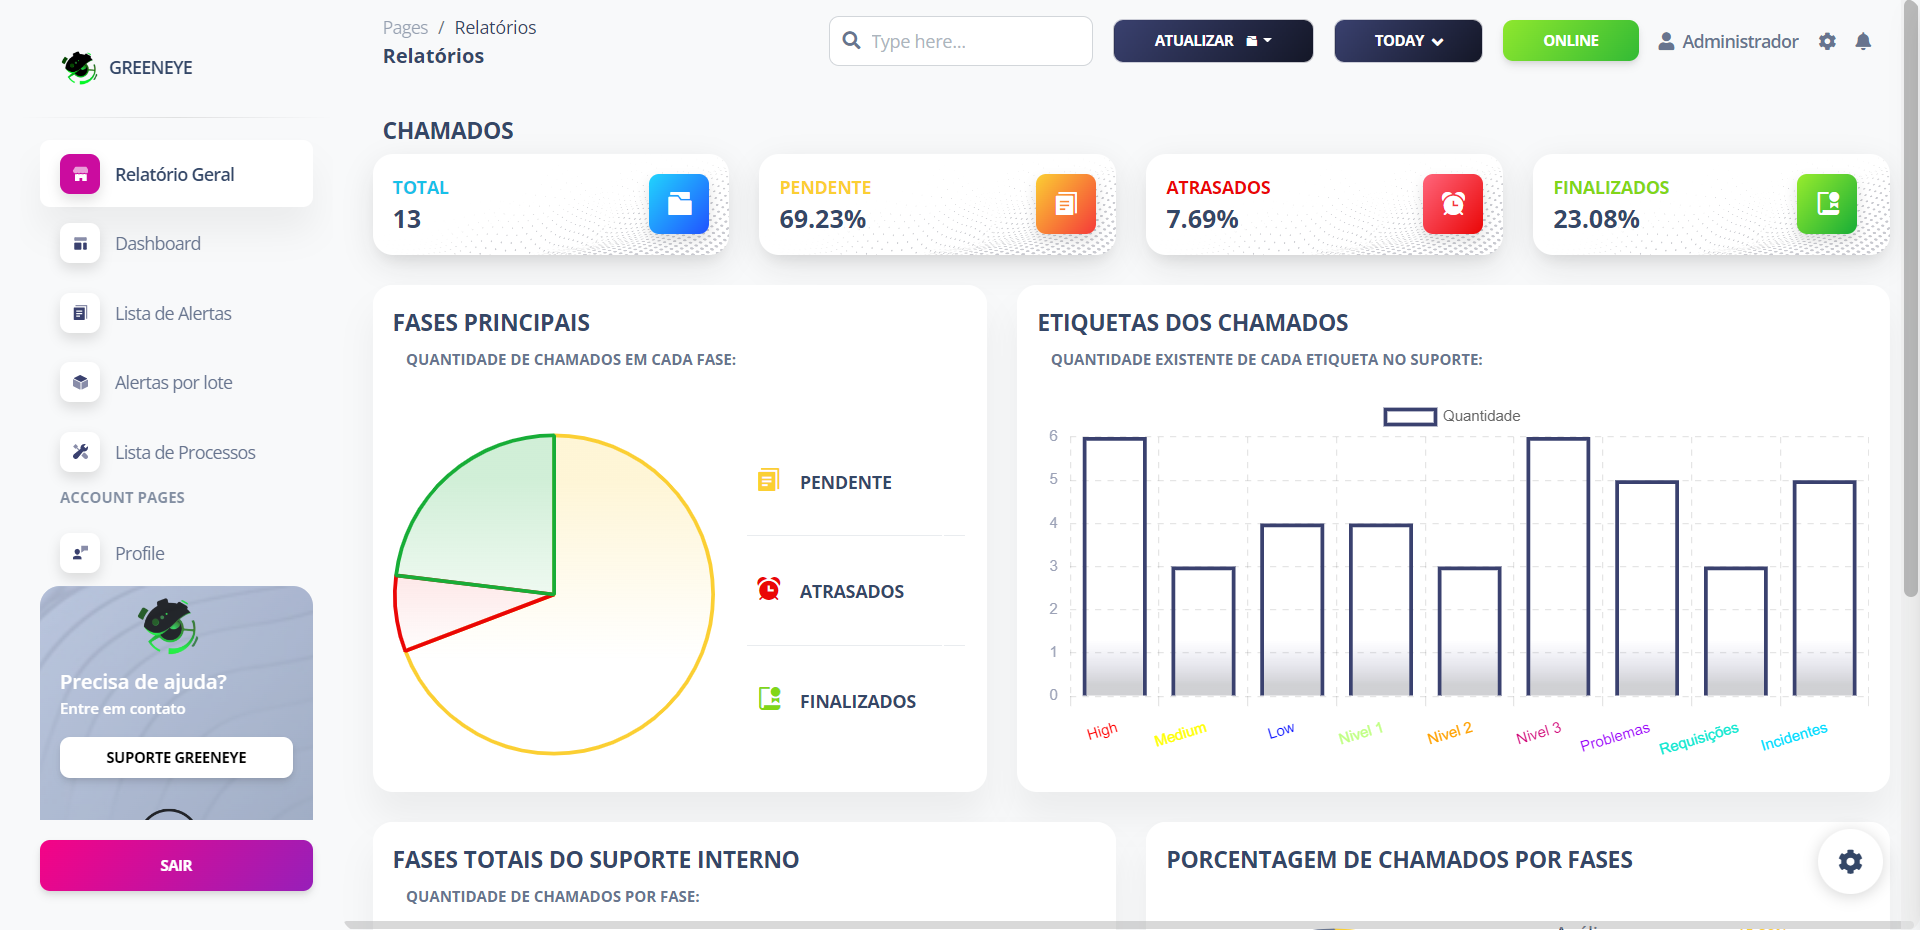 GREENEYE
Relatório Geral
Dashboard
Lista de Alertas
Alertas por lote
Lista de Processos
ACCOUNT PAGES
Profile
Precisa de ajuda?
Entre em contato
SUPORTE GREENEYE
SAIR
Pages / Relatórios
Relatórios
Type here...
ATUALIZAR
TODAY
ONLINE
Administrador
CHAMADOS
TOTAL
13
PENDENTE
69.23%
ATRASADOS
7.69%
FINALIZADOS
23.08%
FASES PRINCIPAIS
QUANTIDADE DE CHAMADOS EM CADA FASE:
PENDENTE
ATRASADOS
FINALIZADOS
ETIQUETAS DOS CHAMADOS
QUANTIDADE EXISTENTE DE CADA ETIQUETA NO SUPORTE:
Quantidade
6
5
4
3
2
1
0
High Medium Low Nivel 1 Nivel 2 Nivel 3 Problemas Requisições Incidentes
FASES TOTAIS DO SUPORTE INTERNO
QUANTIDADE DE CHAMADOS POR FASE:
PORCENTAGEM DE CHAMADOS POR FASES